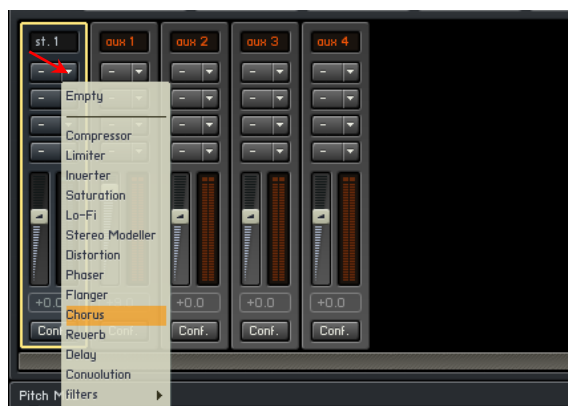 st. 1
aux 1
aux 2
aux 3
aux 4
Empty
Compressor
Limiter
Inverter
Saturation
Lo-Fi
Stereo Modeller
Distortion
Phaser
Flanger
Chorus
Reverb
Delay
Convolution
filters
+0.0
+0.0
+0.0
Conf.
Conf.
Conf.
Pitch